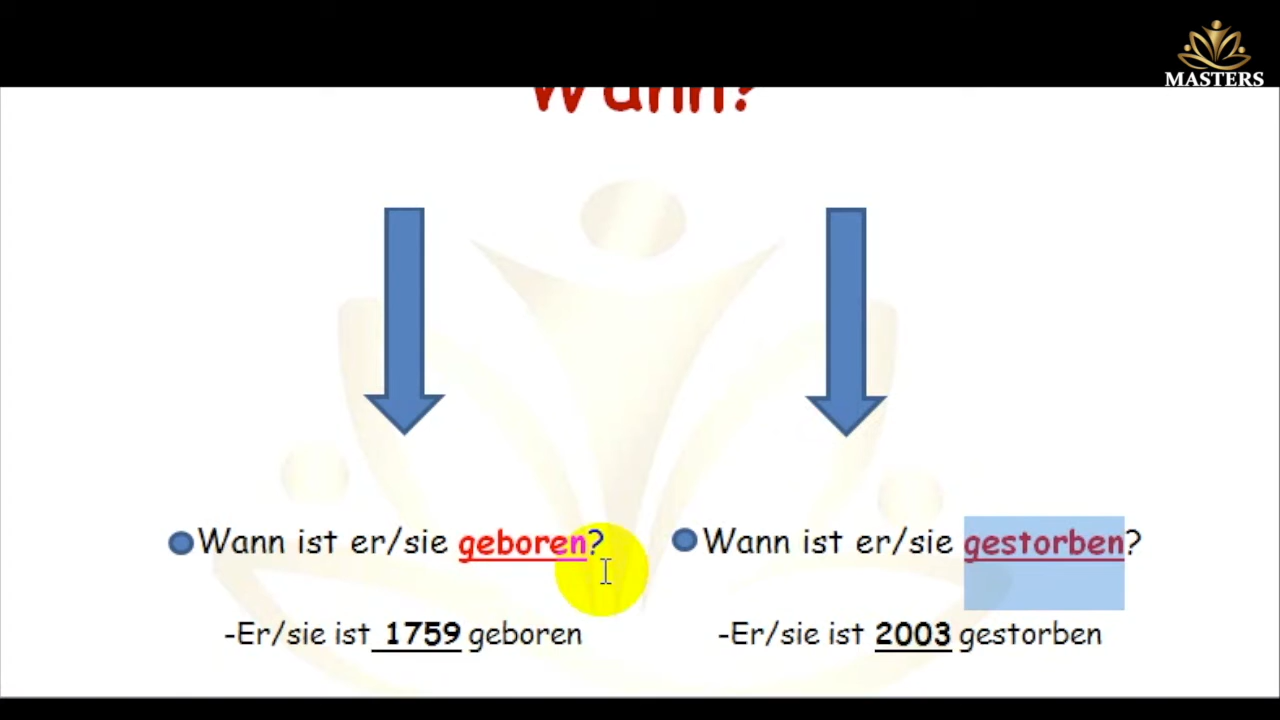 MASTERS
Wann?
Wann ist er/sie geboren?
-Er/sie ist 1759 geboren
Wann ist er/sie gestorben?
-Er/sie ist 2003 gestorben